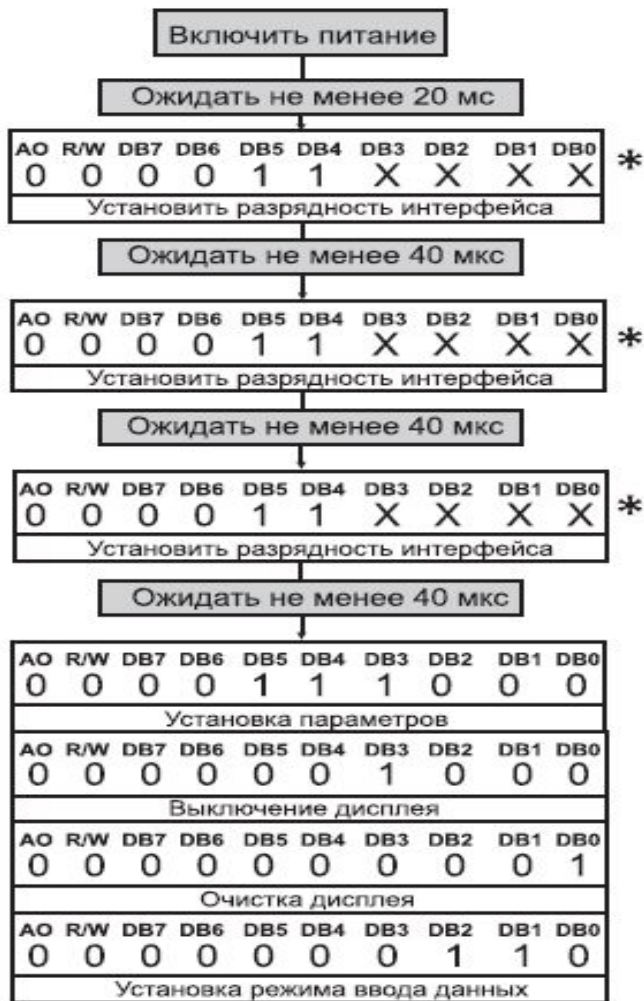 Включить питание
Ожидать не менее 20 мс
AO R/W DB7 DB6 DB5 DB4 DB3 DB2 DB1 DB0
0 0 0 0 1 1 X X X X *
Установить разрядность интерфейса
Ожидать не менее 40 мкс
AO R/W DB7 DB6 DB5 DB4 DB3 DB2 DB1 DB0
0 0 0 0 1 1 X X X X *
Установить разрядность интерфейса
Ожидать не менее 40 мкс
AO R/W DB7 DB6 DB5 DB4 DB3 DB2 DB1 DB0
0 0 0 0 1 1 X X X X *
Установить разрядность интерфейса
Ожидать не менее 40 мкс
AO R/W DB7 DB6 DB5 DB4 DB3 DB2 DB1 DB0
0 0 0 0 1 1 1 0 0 0
Установка параметров
AO R/W DB7 DB6 DB5 DB4 DB3 DB2 DB1 DB0
0 0 0 0 0 0 1 0 0 0
Выключение дисплея
AO R/W DB7 DB6 DB5 DB4 DB3 DB2 DB1 DB0
0 0 0 0 0 0 0 0 0 1
Очистка дисплея
AO R/W DB7 DB6 DB5 DB4 DB3 DB2 DB1 DB0
0 0 0 0 0 0 0 1 1 0
Установка режима ввода данных